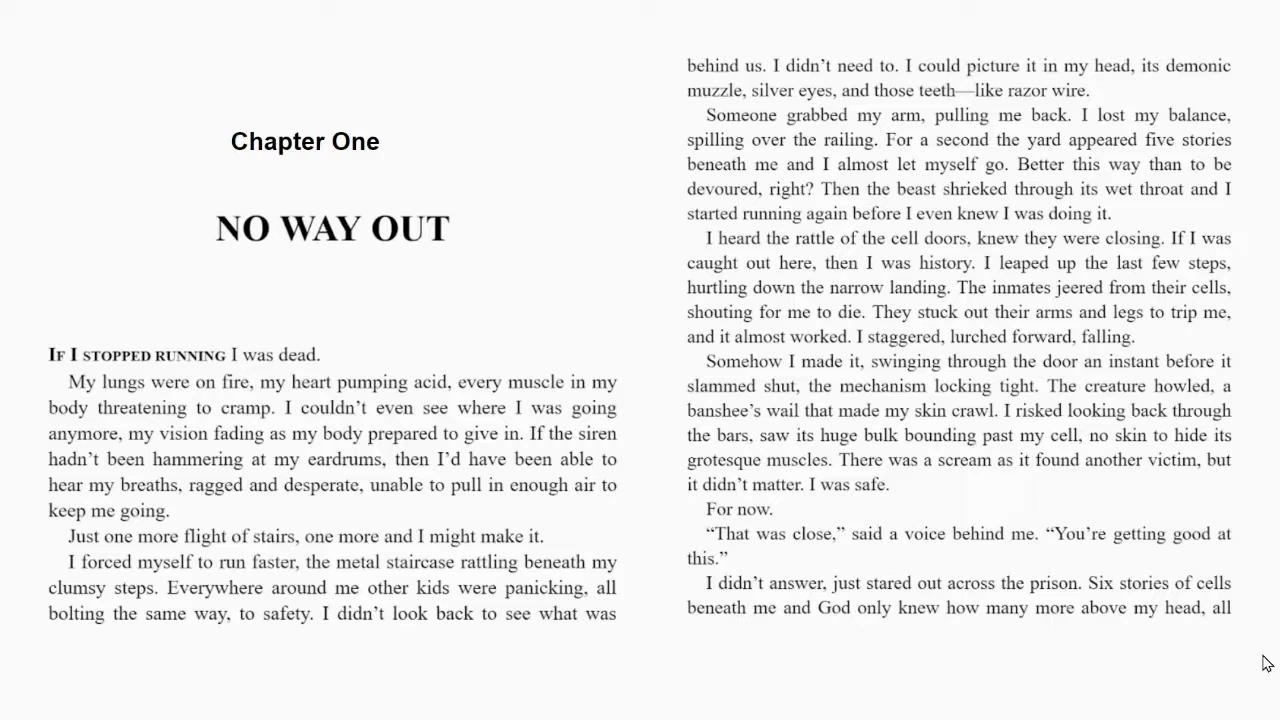 Chapter One
NO WAY OUT
IF I STOPPED RUNNING I was dead.
My lungs were on fire, my heart pumping acid, every muscle in my
body threatening to cramp. I couldn’t even see where I was going
anymore, my vision fading as my body prepared to give in. If the siren
hadn’t been hammering at my eardrums, then I’d have been able to
hear my breaths, ragged and desperate, unable to pull in enough air to
keep me going.
Just one more flight of stairs, one more and I might make it.
I forced myself to run faster, the metal staircase rattling beneath my
clumsy steps. Everywhere around me other kids were panicking, all
bolting the same way, to safety. I didn’t look back to see what was
behind us. I didn’t need to. I could picture it in my head, its demonic
muzzle, silver eyes, and those teeth—like razor wire.
Someone grabbed my arm, pulling me back. I lost my balance,
spilling over the railing. For a second the yard appeared five stories
beneath me and I almost let myself go. Better this way than to be
devoured, right? Then the beast shrieked through its wet throat and I
started running again before I even knew I was doing it.
I heard the rattle of the cell doors, knew they were closing. If I was
caught out here, then I was history. I leaped up the last few steps,
hurtling down the narrow landing. The inmates jeered from their cells,
shouting for me to die. They stuck out their arms and legs to trip me,
and it almost worked. I staggered, lurched forward, falling.
Somehow I made it, swinging through the door an instant before it
slammed shut, the mechanism locking tight. The creature howled, a
banshee’s wail that made my skin crawl. I risked looking back through
the bars, saw its huge bulk bounding past my cell, no skin to hide its
grotesque muscles. There was a scream as it found another victim, but
it didn’t matter. I was safe.
For now.
“That was close,” said a voice behind me. “You’re getting good at
this.”
I didn’t answer, just stared out across the prison. Six stories of cells
beneath me and God only knew how many more above my head, all